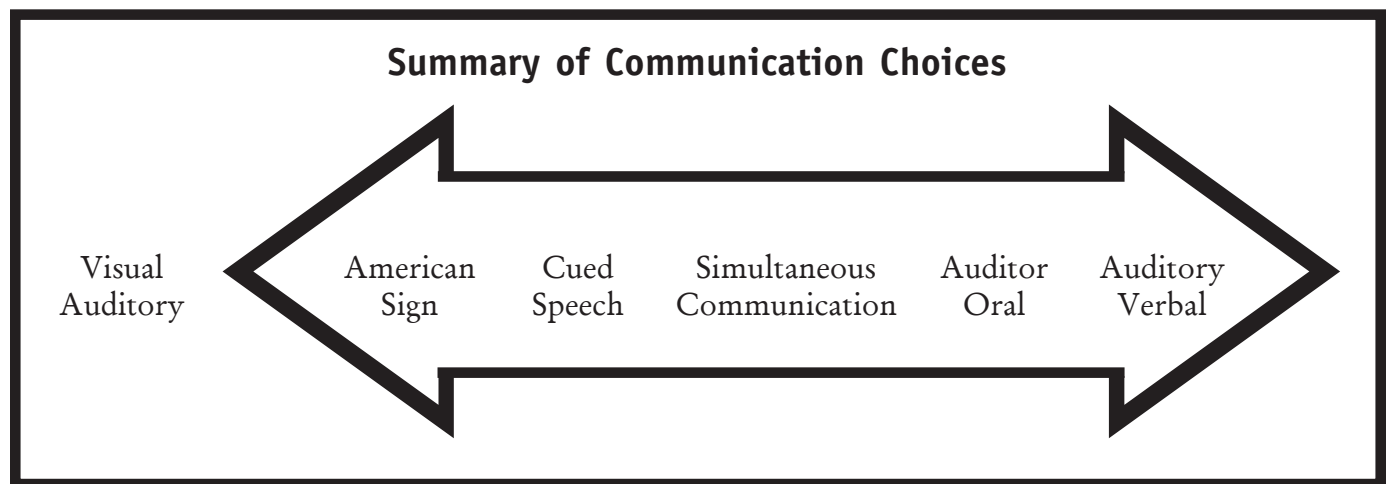 Summary of Communication Choices
Visual
Auditory
American
Sign
Cued
Speech
Simultaneous
Communication
Auditor
Oral
Auditory
Verbal